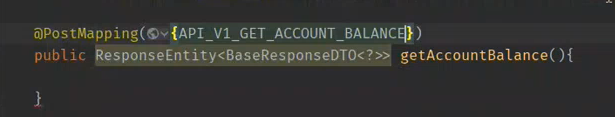 @PostMapping({API_V1_GET_ACCOUNT_BALANCE})
public ResponseEntity<BaseResponseDTO<?>> getAccountBalance(){
}